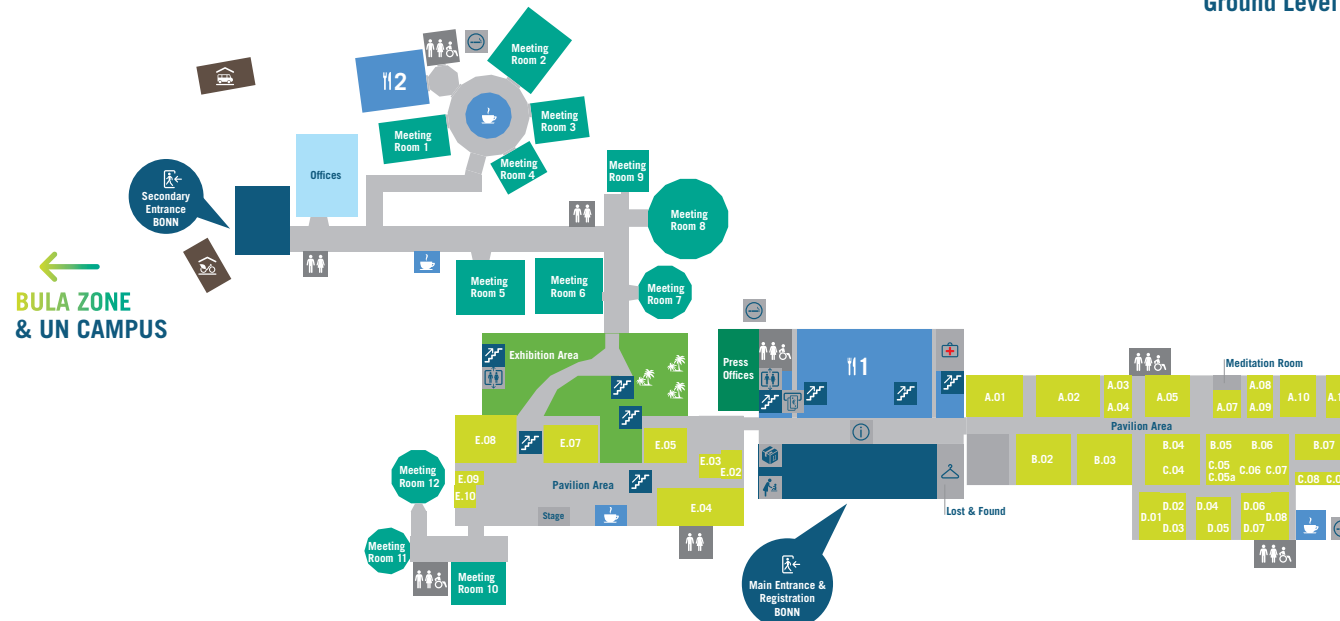 Ground Level
2
Meeting
Room 2
Meeting
Room 3
Meeting
Room 1
Meeting
Room 4
Offices
Secondary
Entrance
BONN
Meeting
Room 9
Meeting
Room 8
BULA ZONE
& UN CAMPUS
Meeting
Room 5
Meeting
Room 6
Meeting
Room 7
Exhibition Area
Press
Offices
1
Meditation Room
A.01
A.02
A.03
A.04
A.05
A.07
A.08
A.09
A.10
Pavilion Area
B.02
B.03
B.04
C.04
B.05
C.05
C.05a
B.06
C.06 C.07
B.07
C.08
D.01
D.02
D.03
D.04
D.05
D.06
D.07
D.08
E.08
E.07
E.05
E.03
E.02
E.09
E.10
Pavilion Area
E.04
Stage
Meeting
Room 12
Meeting
Room 11
Meeting
Room 10
Lost & Found
Main Entrance &
Registration
BONN